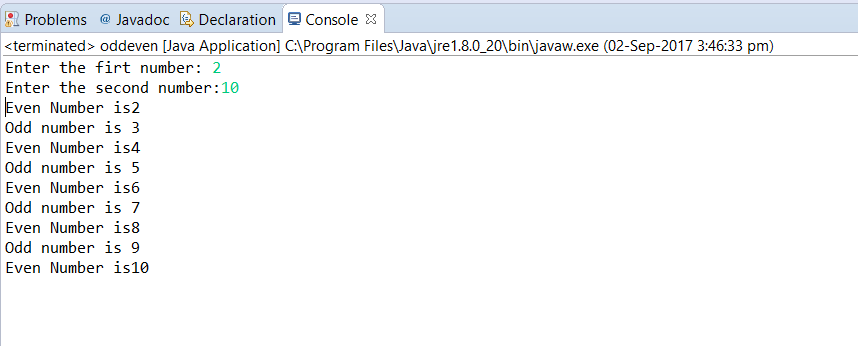 Problems @ Javadoc Declaration Console
<terminated> oddeven [Java Application] C:\Program Files\Java\jre1.8.0_20\bin\javaw.exe (02-Sep-2017 3:46:33 pm)
Enter the firt number: 2
Enter the second number:10
Even Number is2
Odd number is 3
Even Number is4
Odd number is 5
Even Number is6
Odd number is 7
Even Number is8
Odd number is 9
Even Number is10